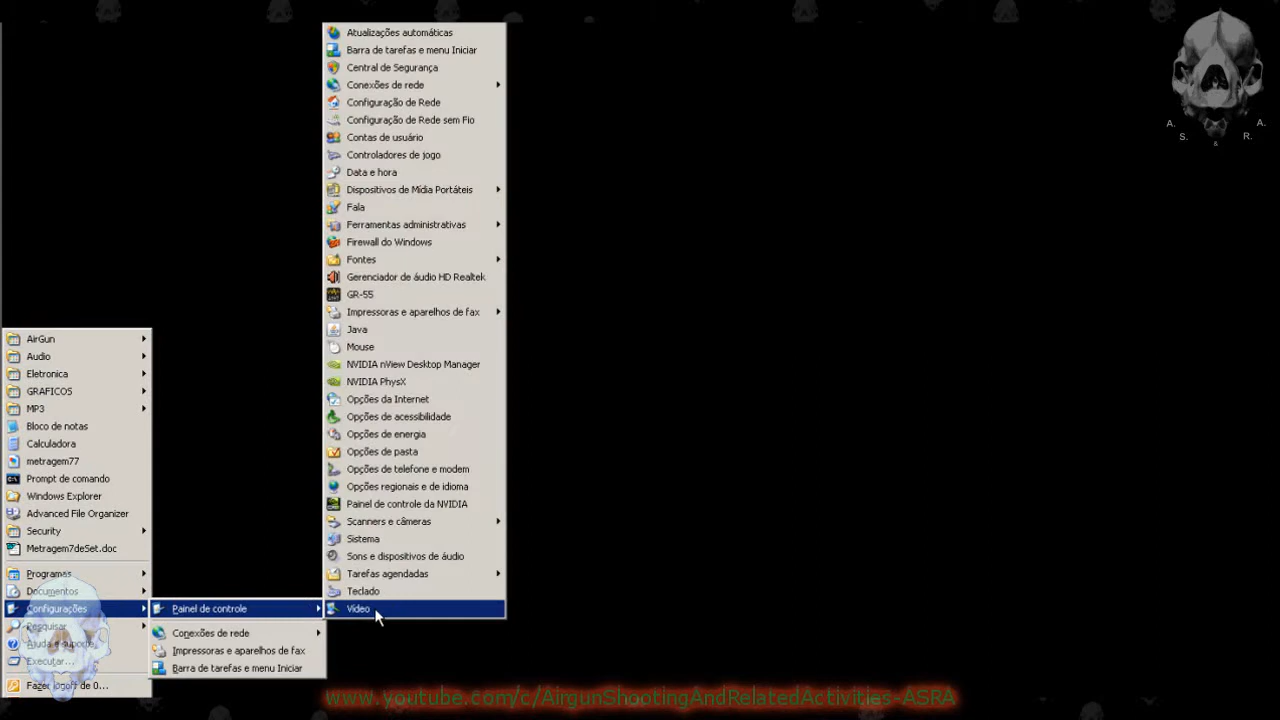 Atualizações automáticas
Barra de tarefas e menu Iniciar
Central de Segurança
Conexões de rede
Configuração de Rede
Configuração de Rede sem Fio
Contas de usuário
Controladores de jogo
Data e hora
Dispositivos de Mídia Portáteis
Fala
Ferramentas administrativas
Firewall do Windows
Fontes
Gerenciador de áudio HD Realtek
GR-55
Impressoras e aparelhos de fax
Java
Mouse
NVIDIA nView Desktop Manager
NVIDIA PhysX
Opções da Internet
Opções de acessibilidade
Opções de energia
Opções de pasta
Opções de telefone e modem
Opções regionais e de idioma
Painel de controle da NVIDIA
Scanners e câmeras
Sistema
Sons e dispositivos de áudio
Tarefas agendadas
Teclado
Vídeo
AirGun
Audio
Eletronica
GRAFICOS
MP3
Bloco de notas
Calculadora
metragem77
Prompt de comando
Windows Explorer
Advanced File Organizer
Security
Metragem7deSet.doc
Programas
Documentos
Configurações
Pesquisar
Ajuda e suporte
Executar...
Fazer logoff de 0...
Painel de controle
Conexões de rede
Impressoras e aparelhos de fax
Barra de tarefas e menu Iniciar
A. A.
S. R.
&
www.youtube.com/c/AirgunShootingAndRelatedActivities-ASRA